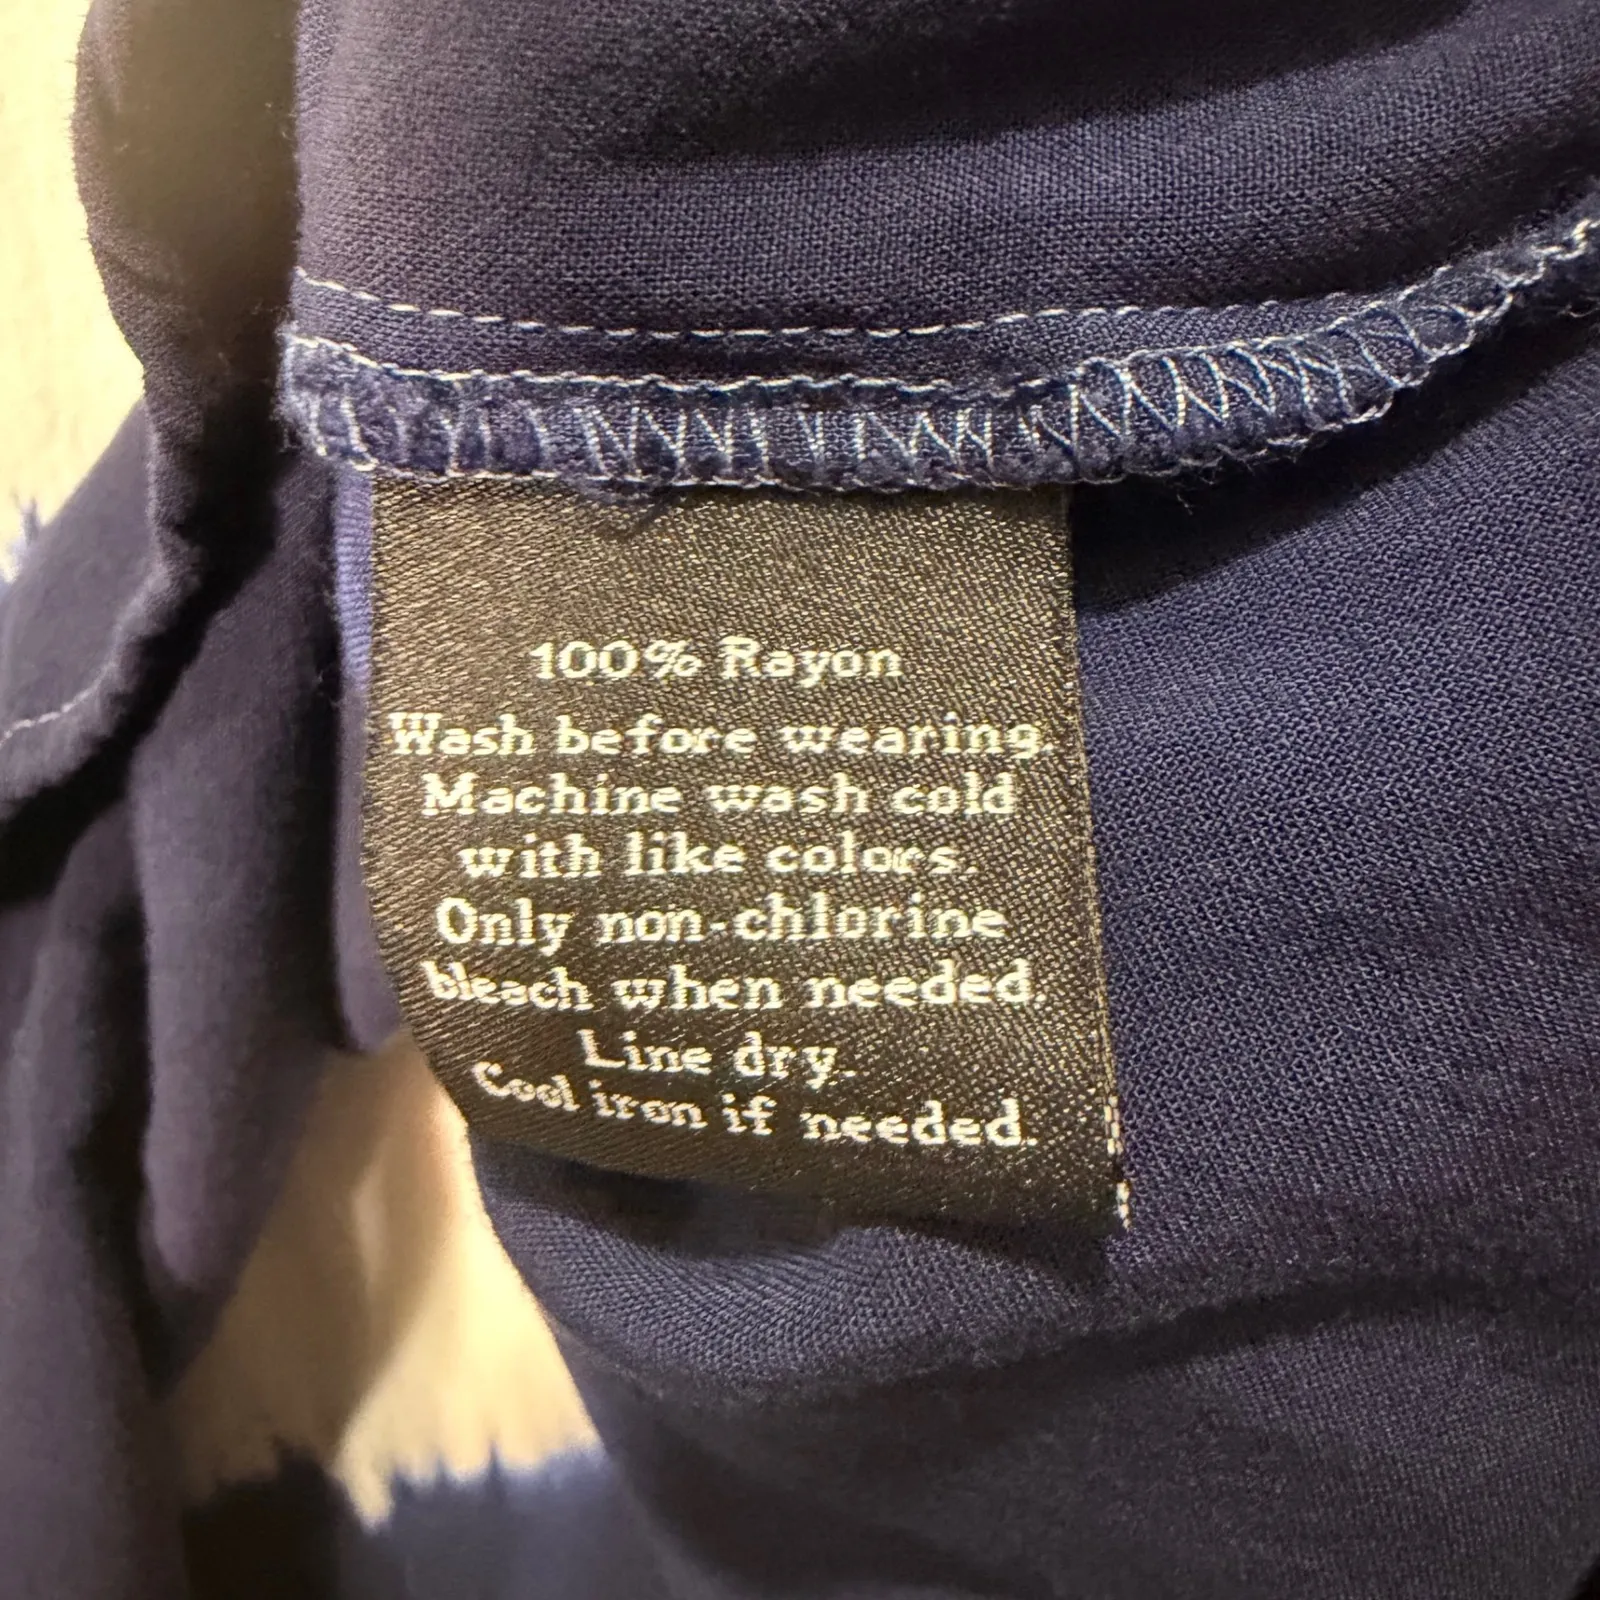 100% Rayon
Wash before wearing.
Machine wash cold
with like colors.
Only non-chlorine
bleach when needed.
Line dry.
Cool iron if needed.